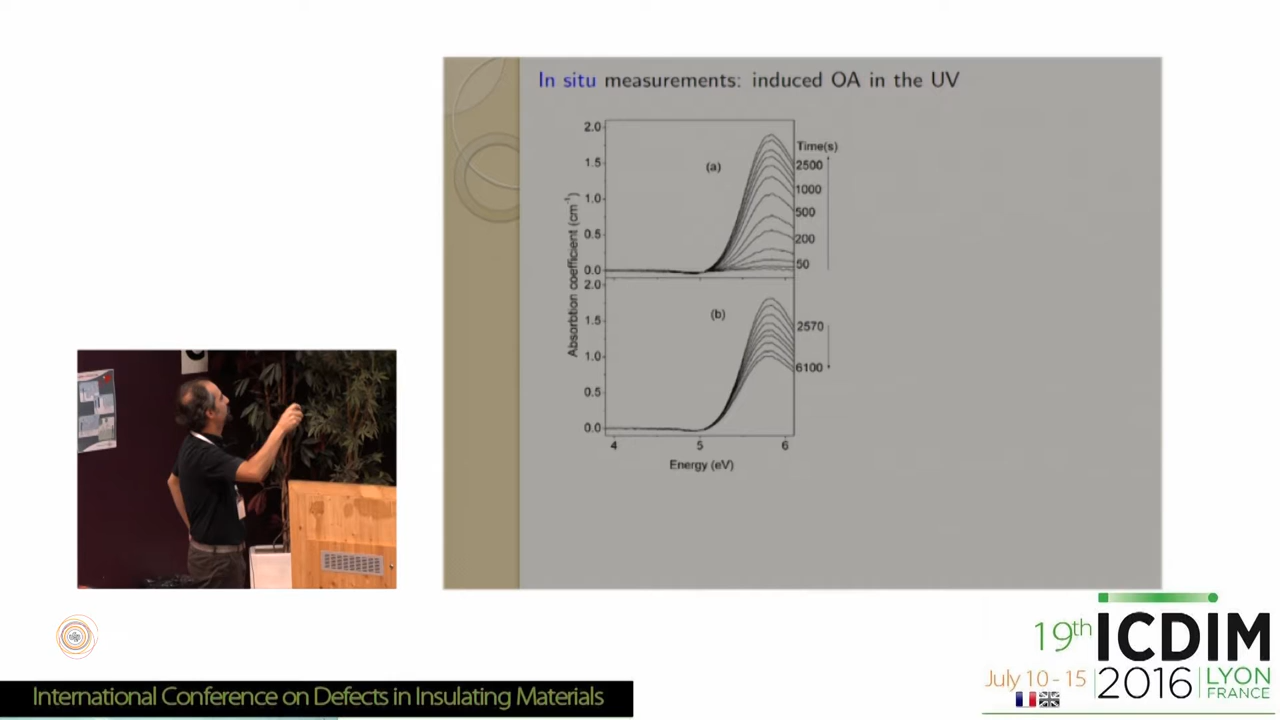 In situ measurements: induced OA in the UV
2.0
1.5
1.0
0.5
0.0
(a)
Time(s)
2500
1000
500
200
50
Absorbtion coefficient (cm⁻¹)
2.0
1.5
1.0
0.5
0.0
(b)
2570
6100
4
5
6
Energy (eV)
19th ICDIM
July 10 - 15 2016 LYON FRANCE
International Conference on Defects in Insulating Materials